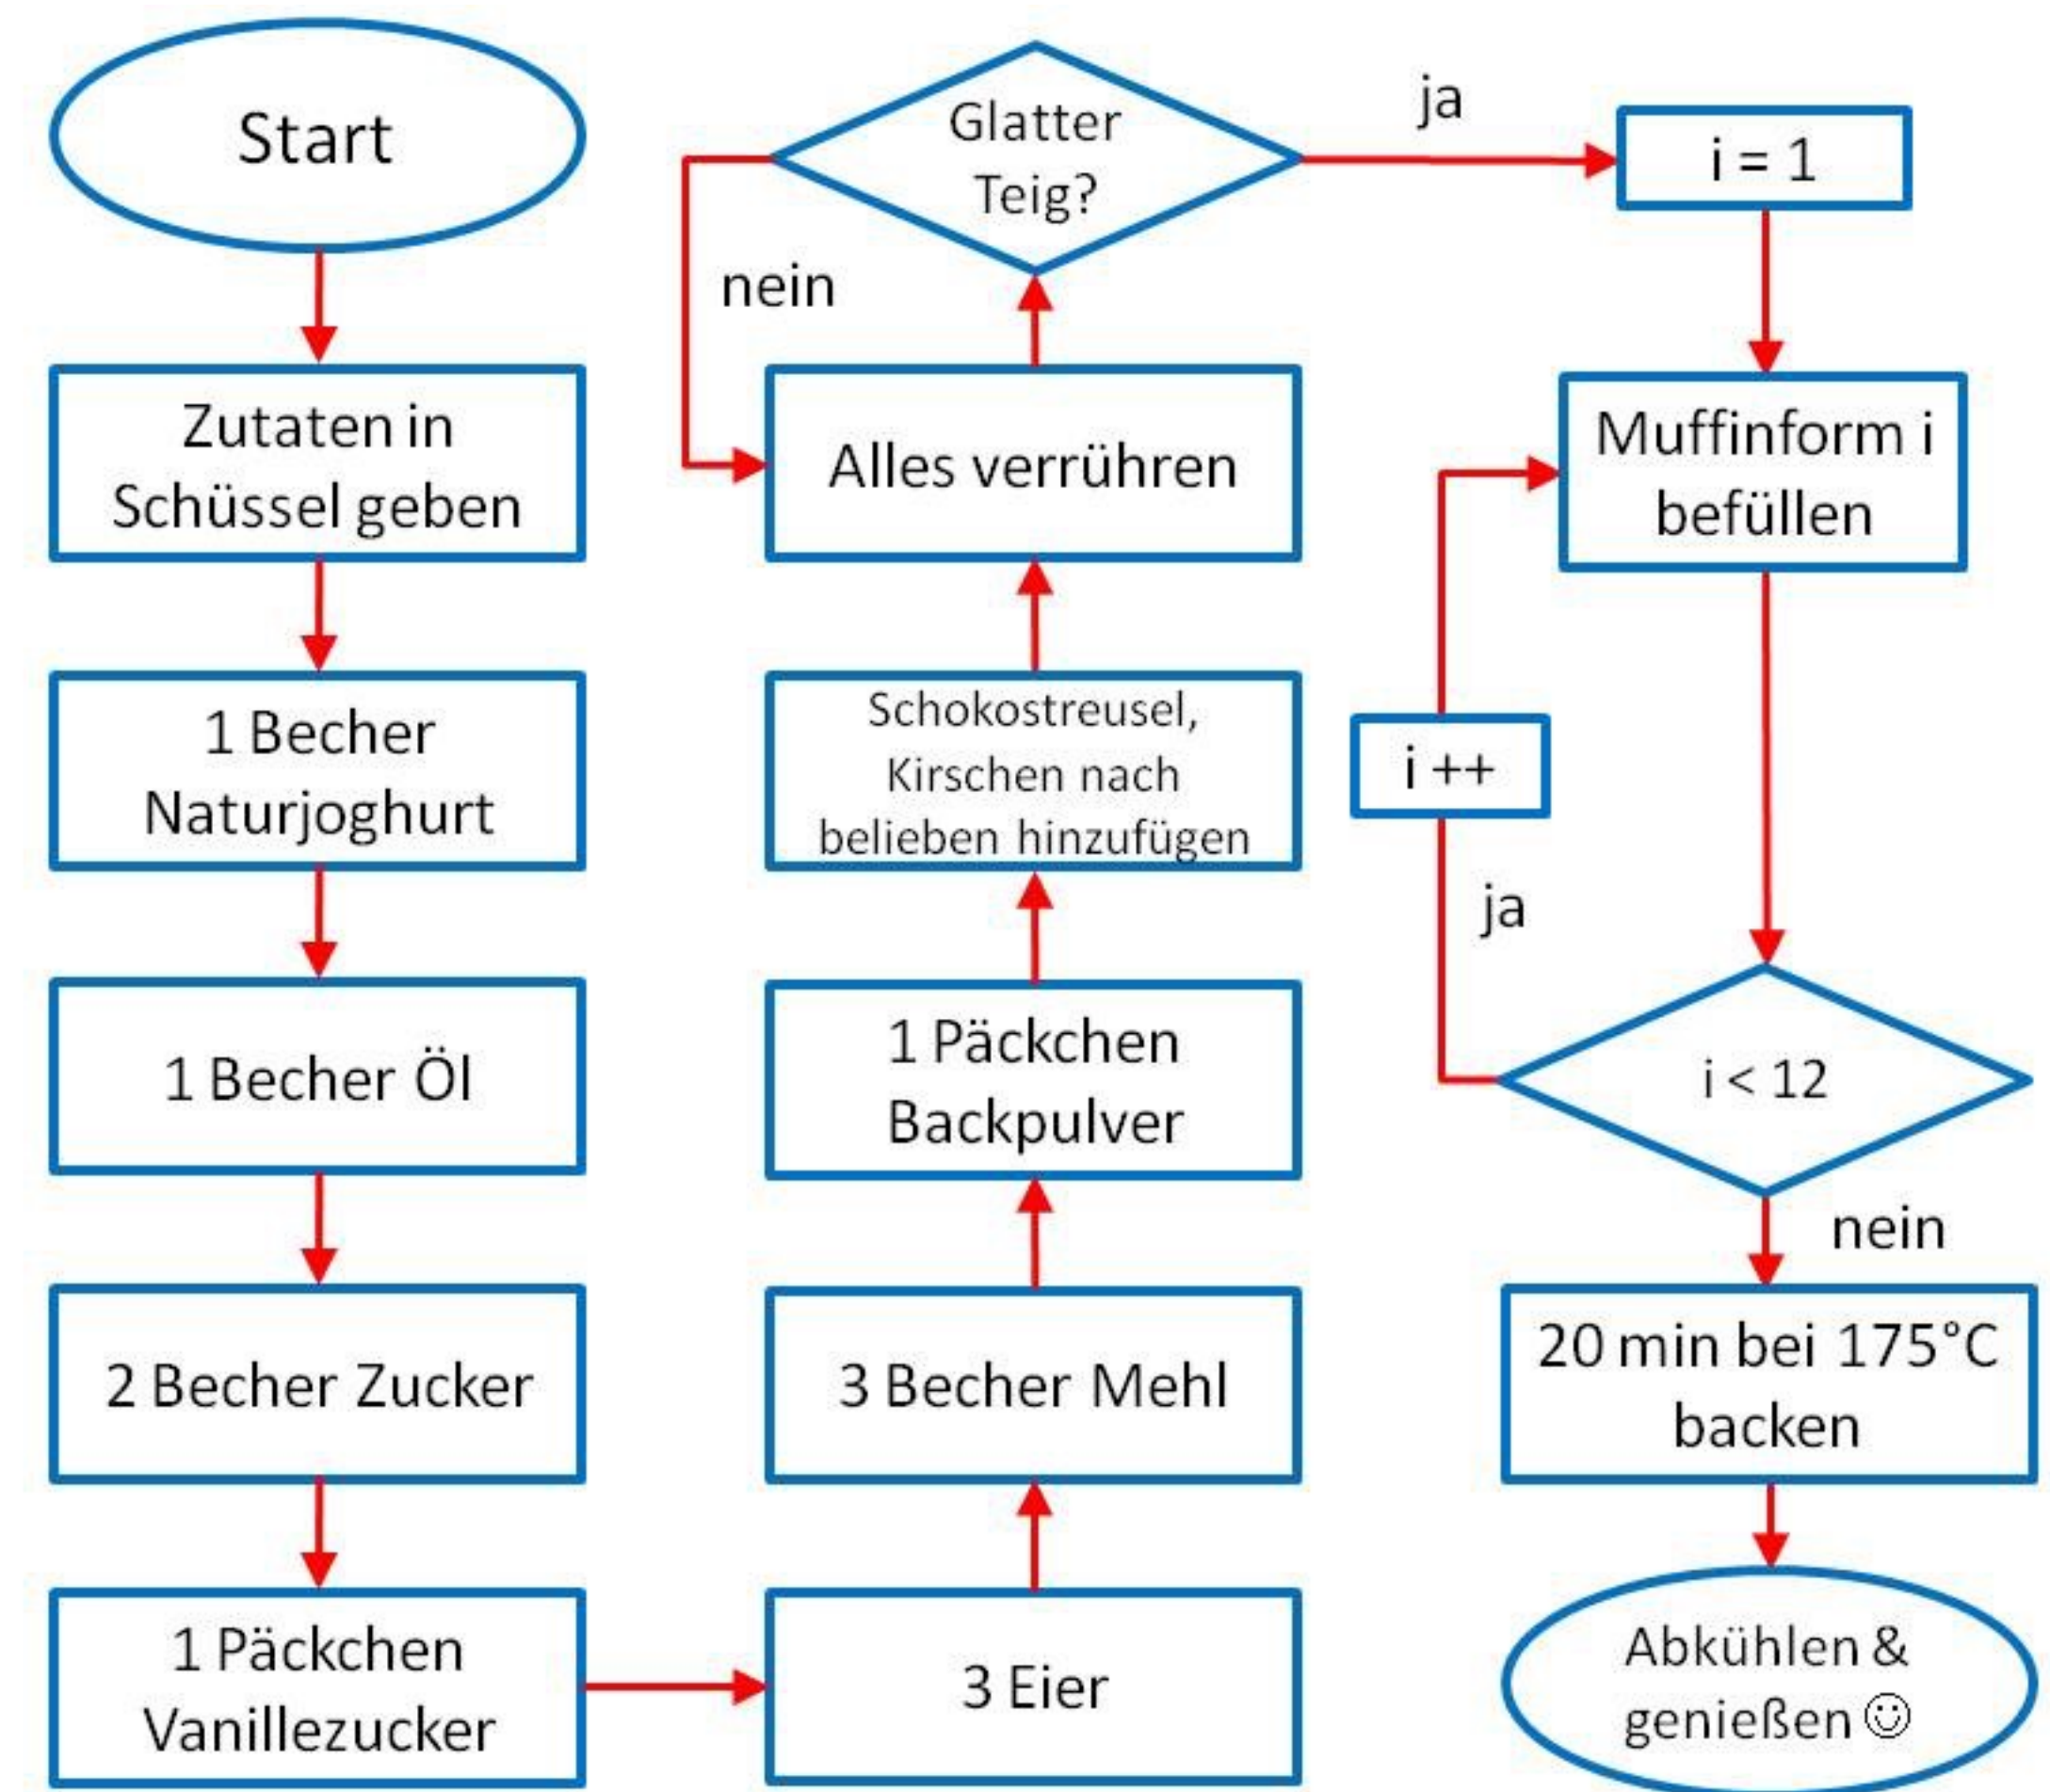 Start
Zutaten in
Schüssel geben
1 Becher
Naturjoghurt
1 Becher Öl
2 Becher Zucker
1 Päckchen
Vanillezucker
3 Eier
3 Becher Mehl
1 Päckchen
Backpulver
Schokostreusel,
Kirschen nach
belieben hinzufügen
Alles verrühren
Glatter
Teig?
nein
ja
i = 1
Muffinform i
befüllen
i < 12
ja
i ++
nein
20 min bei 175°C
backen
Abkühlen &
genießen ☺